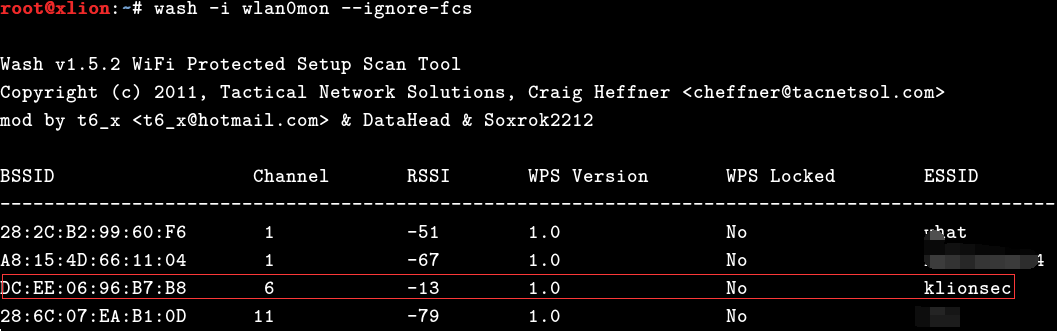 root@xlion:~# wash -i wlan0mon --ignore-fcs
Wash v1.5.2 WiFi Protected Setup Scan Tool
Copyright (c) 2011, Tactical Network Solutions, Craig Heffner <cheffner@tacnetsol.com>
mod by t6_x <t6_x@hotmail.com> & DataHead & Soxrok2212
BSSID Channel RSSI WPS Version WPS Locked ESSID
---------------------------------------------------------------------------------------------------------------
28:2C:B2:99:60:F6 1 -51 1.0 No
A8:15:4D:66:11:04 1 -67 1.0 No
DC:EE:06:96:B7:B8 6 -13 1.0 No klionsec
28:6C:07:EA:B1:0D 11 -79 1.0 No